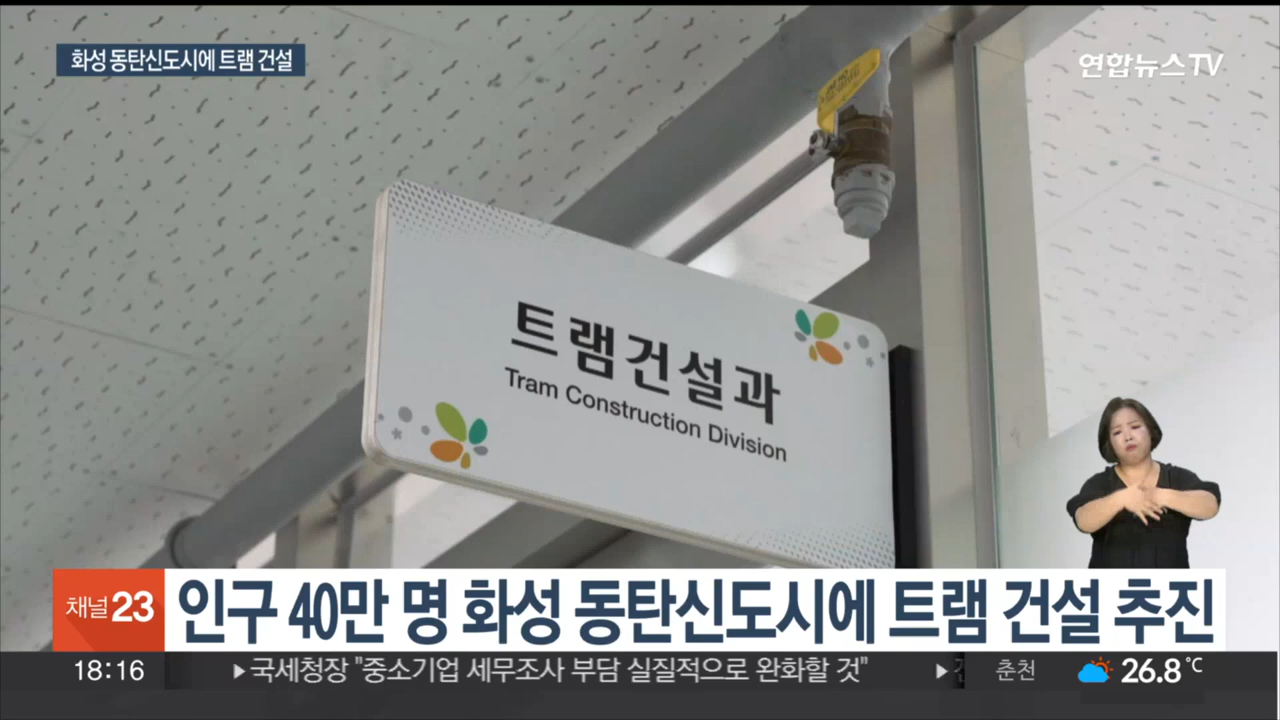 화성 동탄신도시에 트램 건설
연합뉴스TV
트램건설과
Tram Construction Division
채널 23
인구 40만 명 화성 동탄신도시에 트램 건설 추진
18:16
▶국세청장 "중소기업 세무조사 부담 실질적으로 완화할 것"
▶
춘천
26.8℃